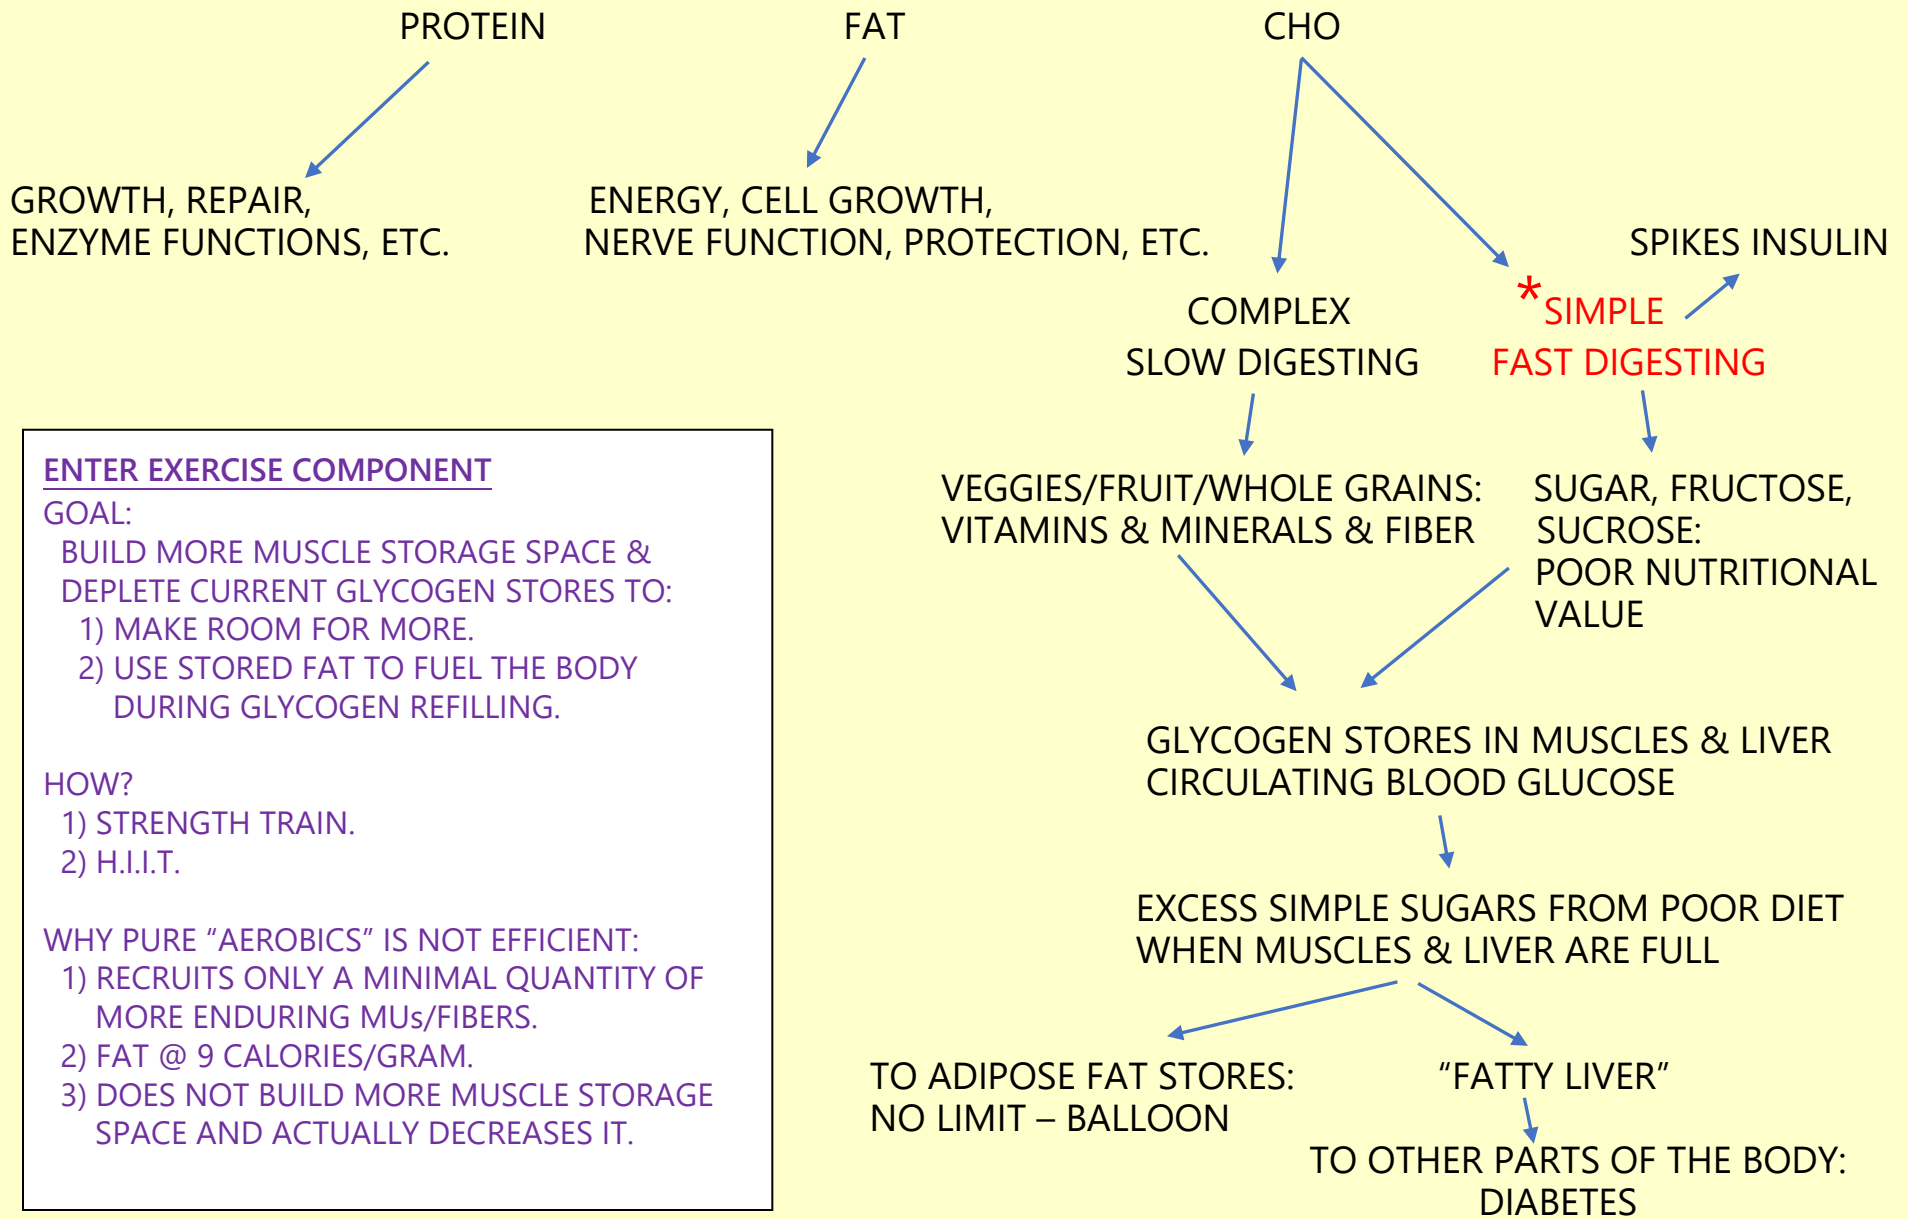 PROTEIN
FAT
CHO
GROWTH, REPAIR,
ENZYME FUNCTIONS, ETC.
ENERGY, CELL GROWTH,
NERVE FUNCTION, PROTECTION, ETC.
SPIKES INSULIN
COMPLEX
SLOW DIGESTING
*SIMPLE
FAST DIGESTING
VEGGIES/FRUIT/WHOLE GRAINS:
VITAMINS & MINERALS & FIBER
SUGAR, FRUCTOSE,
SUCROSE:
POOR NUTRITIONAL
VALUE
GLYCOGEN STORES IN MUSCLES & LIVER
CIRCULATING BLOOD GLUCOSE
EXCESS SIMPLE SUGARS FROM POOR DIET
WHEN MUSCLES & LIVER ARE FULL
TO ADIPOSE FAT STORES:
NO LIMIT – BALLOON
“FATTY LIVER”
TO OTHER PARTS OF THE BODY:
DIABETES
ENTER EXERCISE COMPONENT
GOAL:
BUILD MORE MUSCLE STORAGE SPACE &
DEPLETE CURRENT GLYCOGEN STORES TO:
1) MAKE ROOM FOR MORE.
2) USE STORED FAT TO FUEL THE BODY
DURING GLYCOGEN REFILLING.
HOW?
1) STRENGTH TRAIN.
2) H.I.I.T.
WHY PURE “AEROBICS” IS NOT EFFICIENT:
1) RECRUITS ONLY A MINIMAL QUANTITY OF
MORE ENDURING MUs/FIBERS.
2) FAT @ 9 CALORIES/GRAM.
3) DOES NOT BUILD MORE MUSCLE STORAGE
SPACE AND ACTUALLY DECREASES IT.